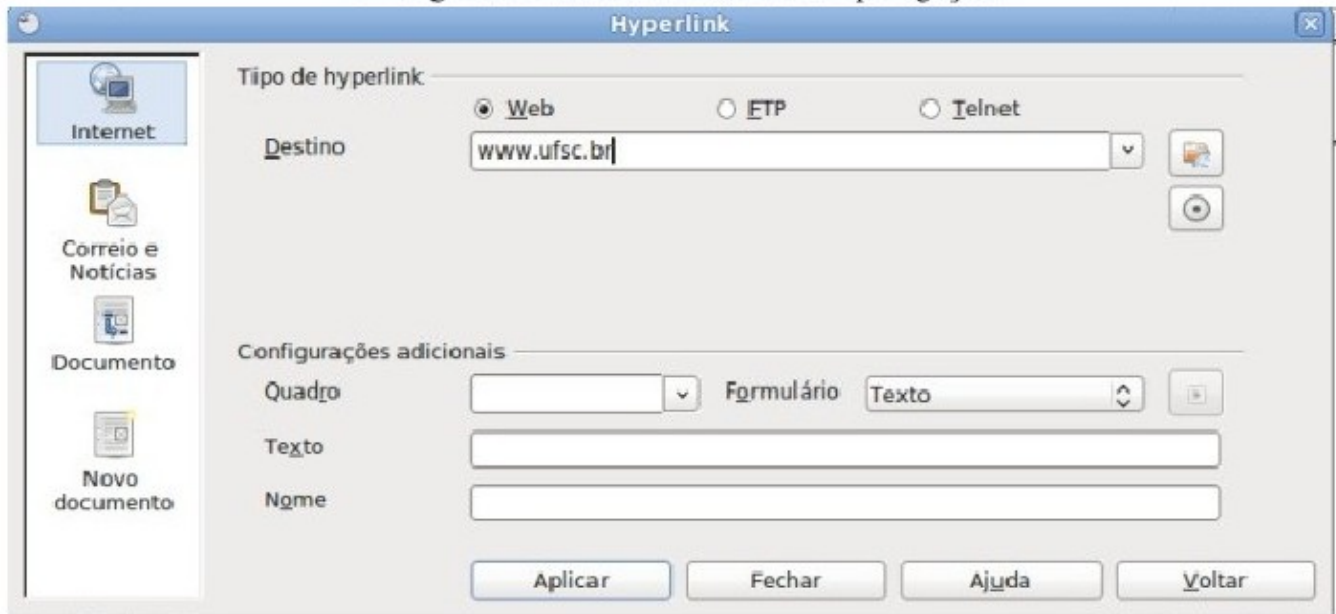 Hyperlink
Internet
Correio e
Notícias
Documento
Novo
documento
Tipo de hyperlink
Web
FTP
Telnet
Destino
www.ufsc.br
Configurações adicionais
Quadro
Formulário
Texto
Texto
Nome
Aplicar
Fechar
Ajuda
Voltar